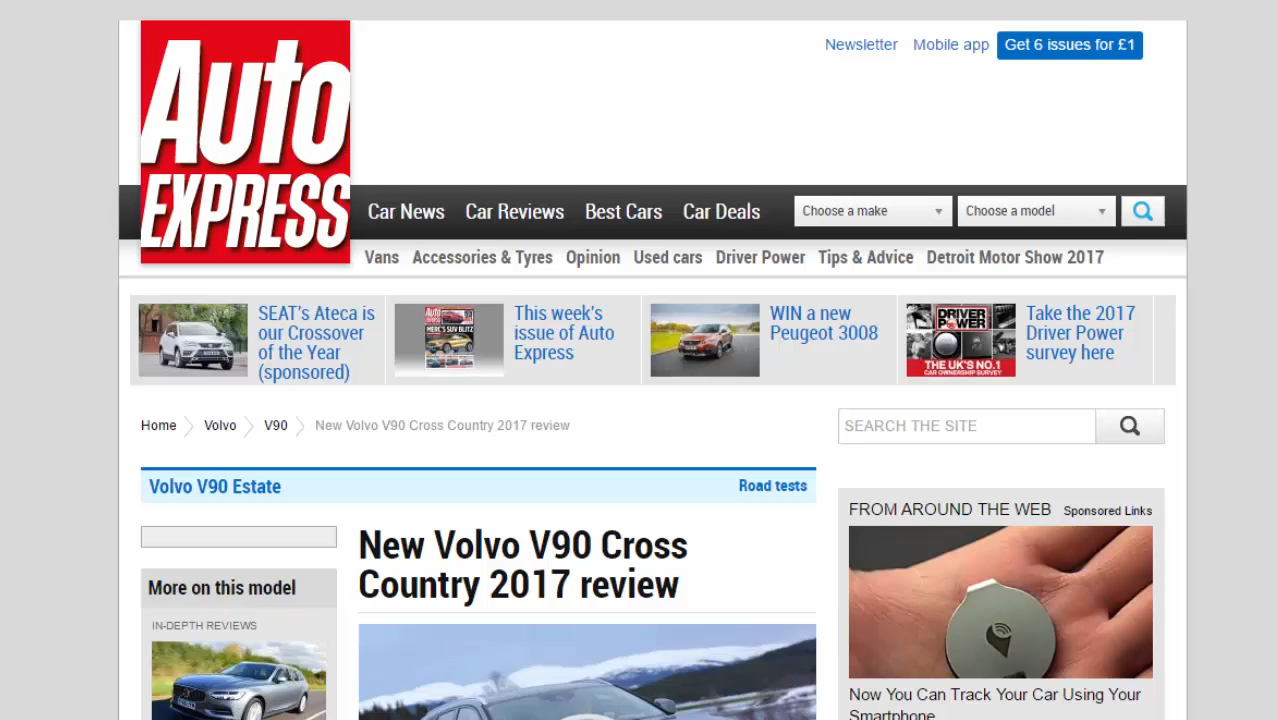 Auto
EXPRESS
Newsletter Mobile app Get 6 issues for £1
Car News Car Reviews Best Cars Car Deals Choose a make Choose a model
Vans Accessories & Tyres Opinion Used cars Driver Power Tips & Advice Detroit Motor Show 2017
SEAT's Ateca is
our Crossover
of the Year
(sponsored)
This week's
issue of Auto
Express
WIN a new
Peugeot 3008
DRIVER
POWER
THE UK'S NO.1
CAR OWNERSHIP SURVEY
Take the 2017
Driver Power
survey here
Home Volvo V90 New Volvo V90 Cross Country 2017 review
SEARCH THE SITE
Volvo V90 Estate Road tests
More on this model
IN-DEPTH REVIEWS
New Volvo V90 Cross
Country 2017 review
FROM AROUND THE WEB Sponsored Links
Now You Can Track Your Car Using Your
Smartphone